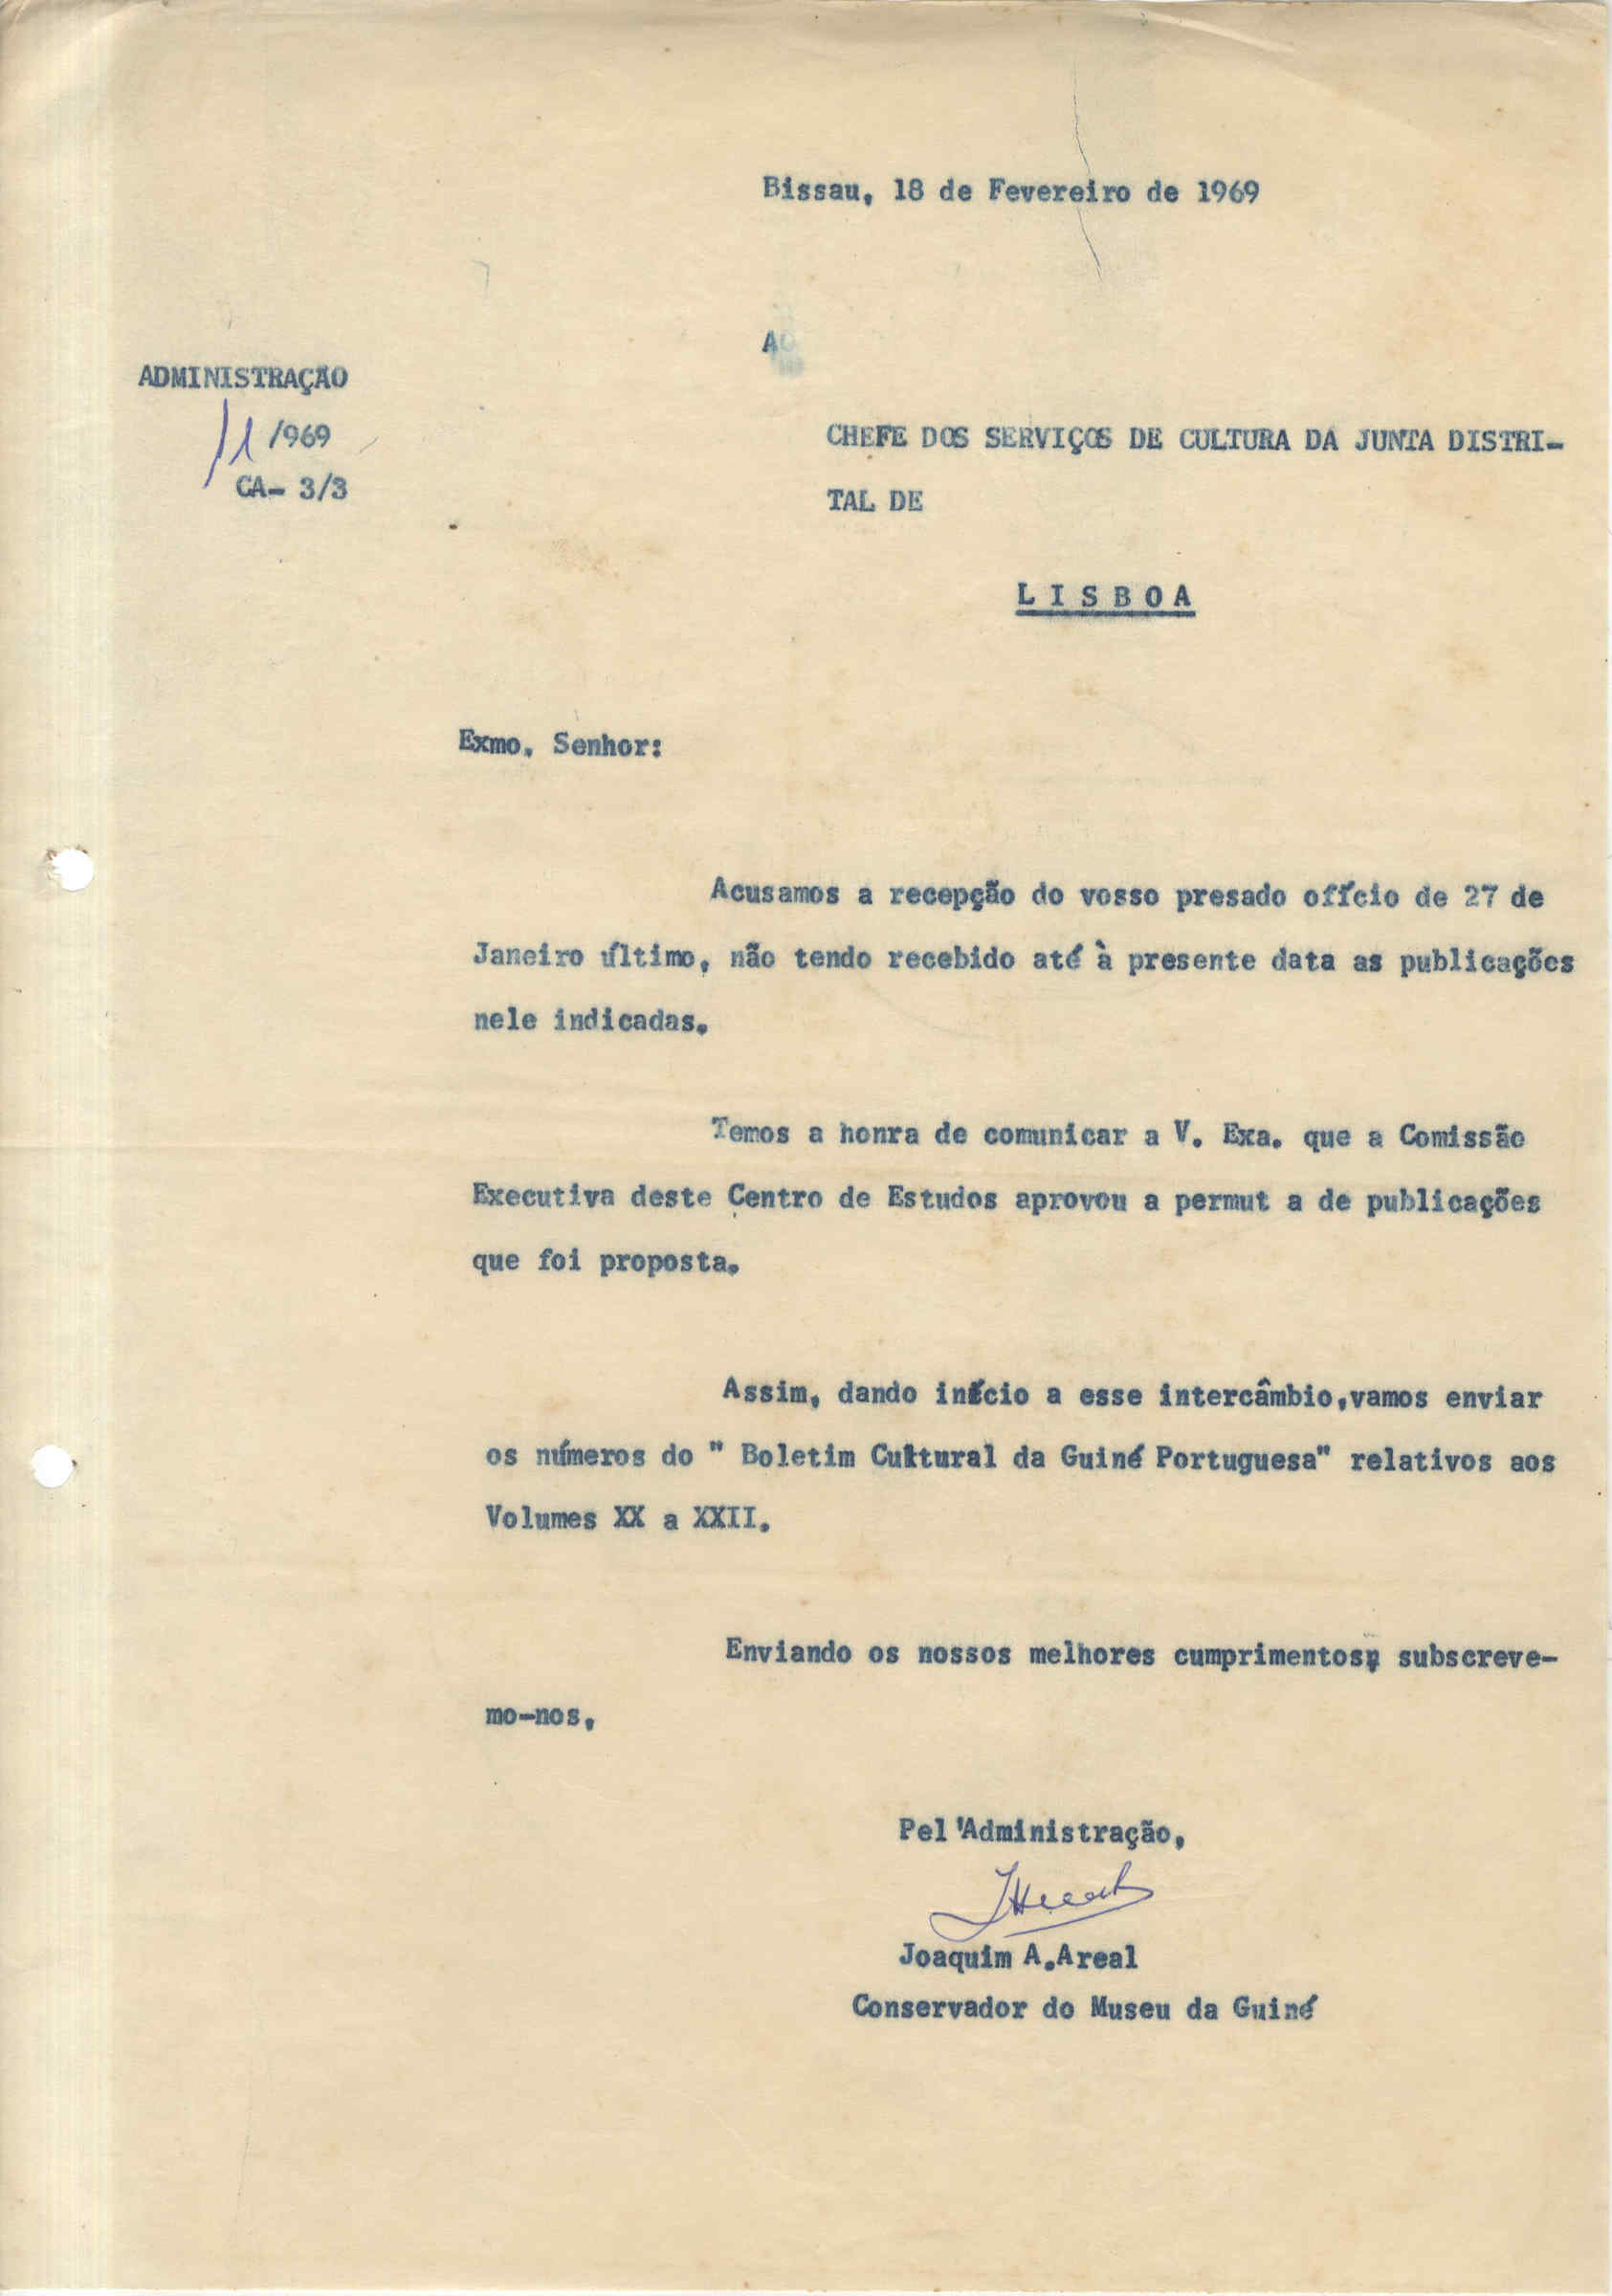 Bissau, 18 de Fevereiro de 1969
AO
ADMINISTRAÇÃO
11/969
CA- 3/3
CHEFE DOS SERVIÇOS DE CULTURA DA JUNTA DISTRI-
TAL DE
LISBOA
Exmo. Senhor:
Acusamos a recepção do vosso presado ofício de 27 de
Janeiro último, não tendo recebido até à presente data as publicações
nele indicadas.
Temos a honra de comunicar a V. Exa. que a Comissão
Executiva deste Centro de Estudos aprovou a permut a de publicações
que foi proposta.
Assim, dando início a esse intercâmbio,vamos enviar
os números do " Boletim Cultural da Guiné Portuguesa" relativos aos
Volumes XX a XXII.
Enviando os nossos melhores cumprimentos, subscreve-
mo-nos,
Pel'Administração,
Joaquim A.Areal
Conservador do Museu da Guiné